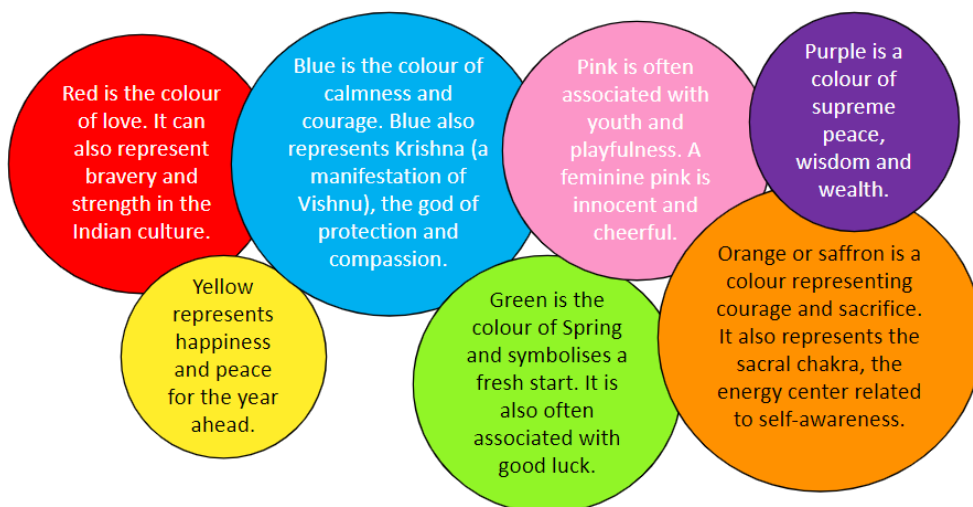 Red is the colour
of love. It can
also represent
bravery and
strength in the
Indian culture.
Blue is the colour of
calmness and
courage. Blue also
represents Krishna (a
manifestation of
Vishnu), the god of
protection and
compassion.
Pink is often
associated with
youth and
playfulness. A
feminine pink is
innocent and
cheerful.
Purple is a
colour of
supreme
peace,
wisdom and
wealth.
Yellow
represents
happiness
and peace
for the year
ahead.
Green is the
colour of Spring
and symbolises a
fresh start. It is
also often
associated with
good luck.
Orange or saffron is a
colour representing
courage and sacrifice.
It also represents the
sacral chakra, the
energy center related
to self-awareness.